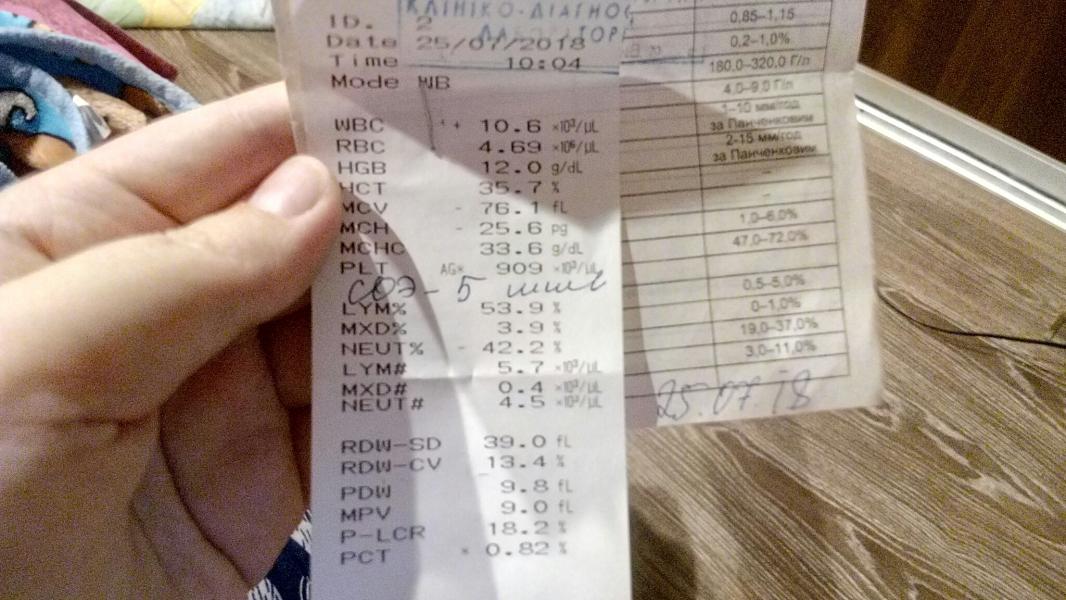 КЛІНІКО-ДІАГНОС
ID. 2
Date 25/07/2018
Time 10:04
Mode WB
WBC + 10.6 ×10³/µL
RBC 4.69 ×10⁶/µL
HGB 12.0 g/dL
HCT 35.7 %
MCV - 76.1 fL
MCH - 25.6 pg
MCHC 33.6 g/dL
PLT AG* 909 ×10³/µL
СОЭ - 5
LYM% 53.9 %
MXD% 3.9 %
NEUT% - 42.2 %
LYM# 5.7 ×10³/µL
MXD# 0.4 ×10³/µL
NEUT# 4.5 ×10³/µL
RDW-SD 39.0 fL
RDW-CV 13.4 %
PDW 9.8 fL
MPV 9.0 fL
P-LCR 18.2 %
PCT * 0.82 %
0,85–1,15
0,2–1,0%
180,0–320,0 Г/л
4,0–9,0 Г/л
1–10 мм/год
за Панченковим
2-15 мм/год
за Панченковим
–
–
1,0–6,0%
47,0–72,0%
0,5–5,0%
0–1,0%
19,0–37,0%
3,0–11,0%
25.07.18